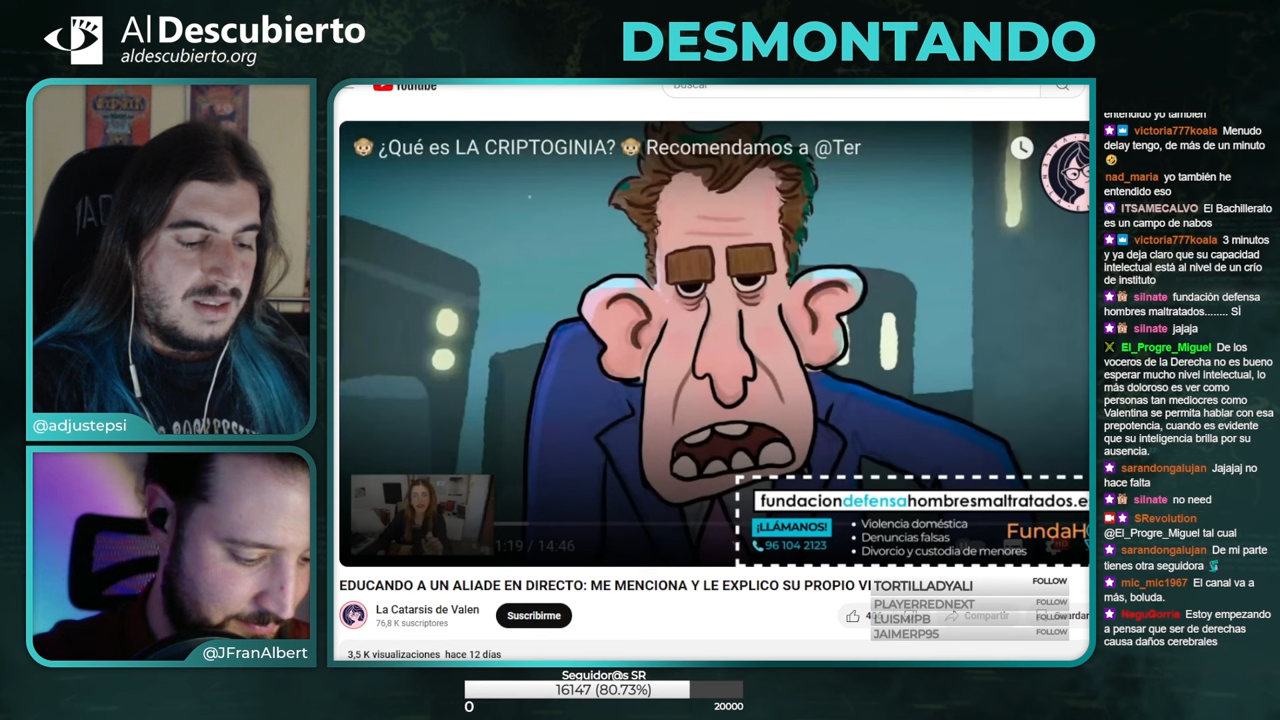 Al Descubierto
aldescubierto.org
DESMONTANDO
@adjustepsi
@JFranAlbert
YouTube
Buscar
🐵 ¿Qué es LA CRIPTOGINIA? 🐵 Recomendamos a @Ter
fundaciondefensahombresmaltratados.e
¡LLÁMANOS!
96 104 2123
• Violencia doméstica
• Denuncias falsas
• Divorcio y custodia de menores
FundaH
1:19 / 14:46
EDUCANDO A UN ALIADE EN DIRECTO: ME MENCIONA Y LE EXPLICO SU PROPIO VI
La Catarsis de Valen
76,8 K suscriptores
Suscribirme
Compartir
Guardar
3,5 K visualizaciones hace 12 días
TORTILLADYALI FOLLOW
PLAYERREDNEXT FOLLOW
LUISMIPB FOLLOW
JAIMERP95 FOLLOW
Seguidor@s SR
16147 (80.73%)
0
20000
entendido yo también
victoria777koala Menudo
delay tengo, de más de un minuto
🤣
nad_maria yo también he
entendido eso
ITSAMECALVO El Bachillerato
es un campo de nabos
victoria777koala 3 minutos
y ya deja claro que su capacidad
intelectual está al nivel de un crío
de instituto
silnate fundación defensa
hombres maltratados........ SÍ
silnate jajaja
El_Progre_Miguel De los
voceros de la Derecha no es bueno
esperar mucho nivel intelectual, lo
más doloroso es ver como
personas tan mediocres como
Valentina se permita hablar con esa
prepotencia, cuando es evidente
que su inteligencia brilla por su
ausencia.
sarandongalujan Jajajaj no
hace falta
silnate no need
SRevolution
@El_Progre_Miguel tal cual
sarandongalujan De mi parte
tienes otra seguidora
mic_mic1967 El canal va a
más, boluda.
NeguGorria Estoy empezando
a pensar que ser de derechas
causa daños cerebrales